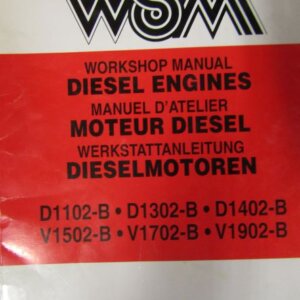 WSM
WORKSHOP MANUAL
DIESEL ENGINES
MANUEL D'ATELIER
MOTEUR DIESEL
WERKSTATTANLEITUNG
DIESELMOTOREN
D1102-B • D1302-B • D1402-B
V1502-B • V1702-B • V1902-B